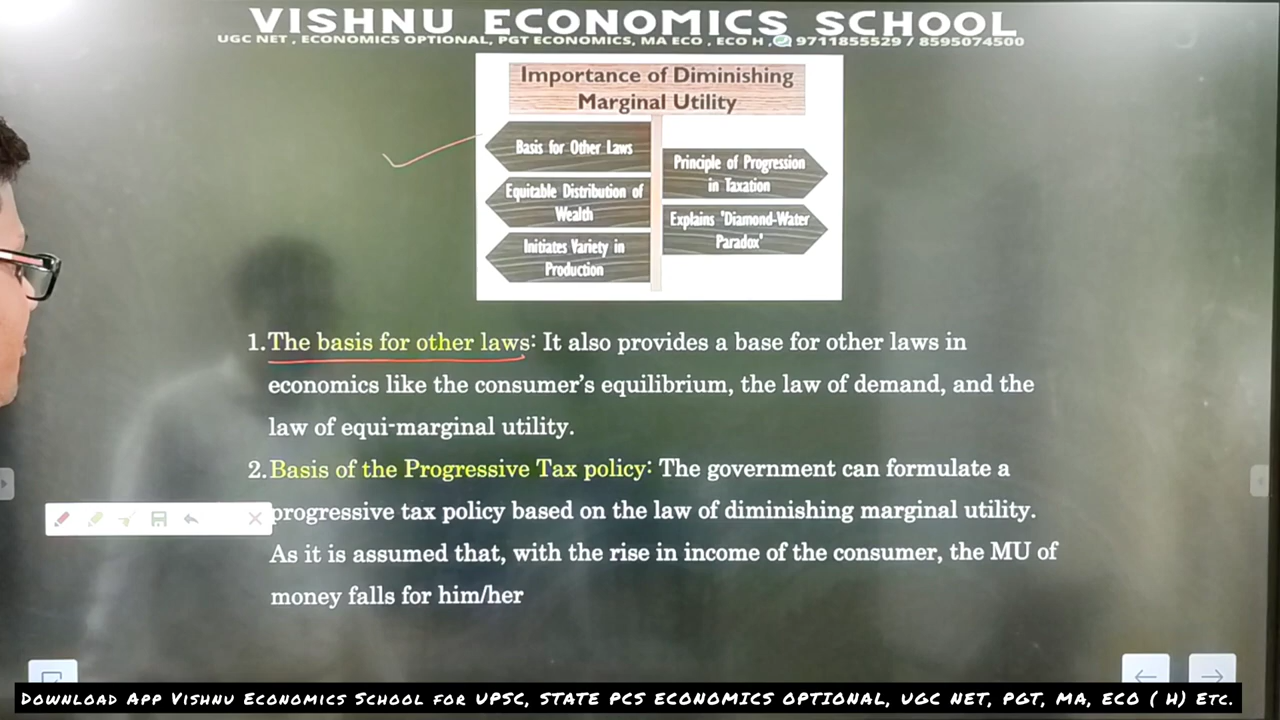 VISHNU ECONOMICS SCHOOL
UGC NET , ECONOMICS OPTIONAL, PGT ECONOMICS, MA ECO , ECO H , 9711855529 / 8595074500
Importance of Diminishing
Marginal Utility
Basis for Other Laws
Equitable Distribution of
Wealth
Initiates Variety in
Production
Principle of Progression
in Taxation
Explains "Diamond-Water
Paradox"
1. The basis for other laws: It also provides a base for other laws in
economics like the consumer's equilibrium, the law of demand, and the
law of equi-marginal utility.
2. Basis of the Progressive Tax policy: The government can formulate a
progressive tax policy based on the law of diminishing marginal utility.
As it is assumed that, with the rise in income of the consumer, the MU of
money falls for him/her
Download App Vishnu Economics School for UPSC, STATE PCS ECONOMICS OPTIONAL, UGC NET, PGT, MA, ECO ( H) Etc.